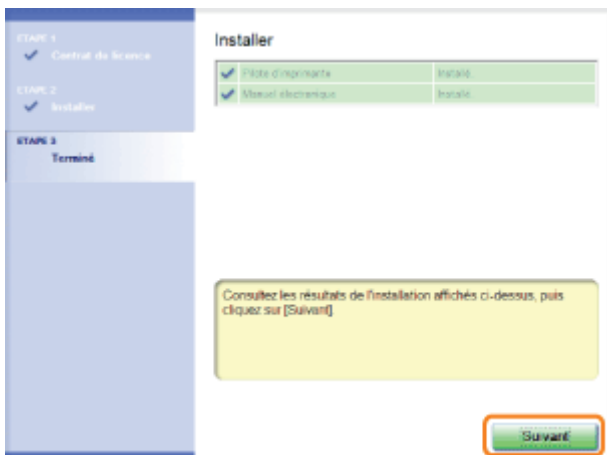 ETAPE 1
Contrat de licence
ETAPE 2
Installer
ETAPE 3
Terminé
Installer
Pilote d'imprimante Installé.
Manuel électronique Installé.
Consultez les résultats de l'installation affichés ci-dessus, puis
cliquez sur [Suivant].
Suivant